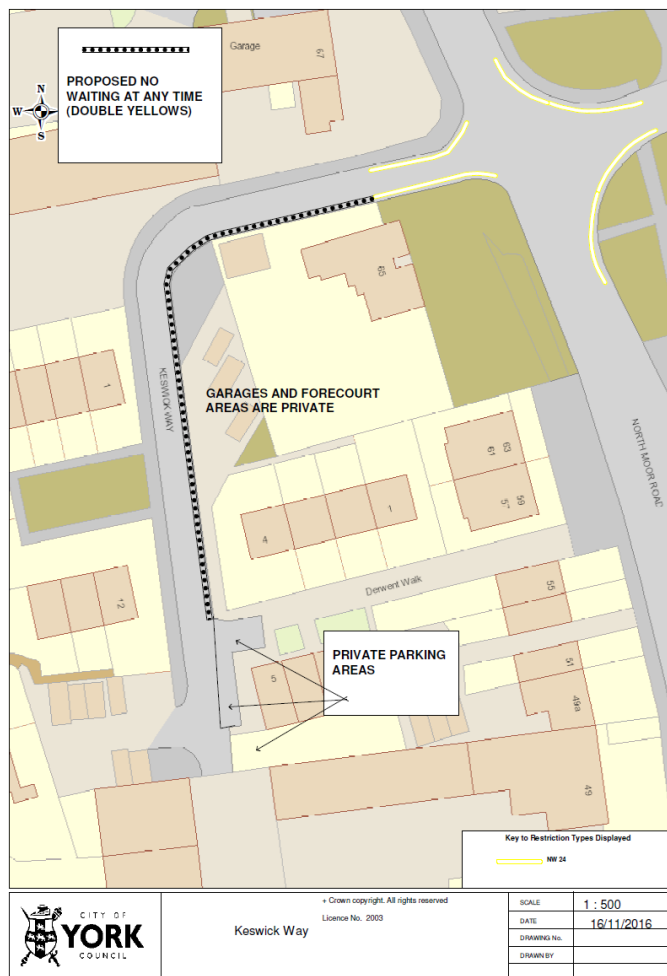 Garage
67
PROPOSED NO
WAITING AT ANY TIME
(DOUBLE YELLOWS)
N
W E
S
65
KESWICK WAY
1
GARAGES AND FORECOURT
AREAS ARE PRIVATE
NORTH MOOR ROAD
63
61
59
57
1
4
12
Derwent Walk
55
PRIVATE PARKING
AREAS
5
51
49a
49
Key to Restriction Types Displayed
NW 24
CITY OF
YORK
COUNCIL
Keswick Way
+ Crown copyright. All rights reserved
Licence No. 2003
SCALE 1 : 500
DATE 16/11/2016
DRAWING No.
DRAWN BY